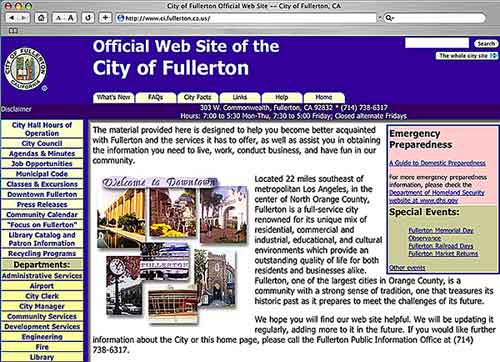 City of Fullerton Official Web Site -- City of Fullerton, CA
http://www.ci.fullerton.ca.us/
CITY OF FULLERTON
CALIFORNIA
Official Web Site of the
City of Fullerton
Search
The whole city site
What's New
FAQs
City Facts
Links
Help
Home
Disclaimer
303 W. Commonwealth, Fullerton, CA 92832 * (714) 738-6317
Hours: 7:00 to 5:30 Mon-Thu, 7:30 to 5:00 Friday; Closed alternate Fridays
City Hall Hours of
Operation
City Council
Agendas & Minutes
Job Opportunities
Municipal Code
Classes & Excursions
Downtown Fullerton
Press Releases
Community Calendar
"Focus on Fullerton"
Library Catalog and
Patron Information
Recycling Programs
Departments:
Administrative Services
Airport
City Clerk
City Manager
Community Services
Development Services
Engineering
Fire
Library
The material provided here is designed to help you become better acquainted
with Fullerton and the services it has to offer, as well as assist you in obtaining
the information you need to live, work, conduct business, and have fun in our
community.
Welcome to Downtown
FULLERTON
Located 22 miles southeast of
metropolitan Los Angeles, in the
center of North Orange County,
Fullerton is a full-service city
renowned for its unique mix of
residential, commercial and
industrial, educational, and cultural
environments which provide an
outstanding quality of life for both
residents and businesses alike.
Fullerton, one of the largest cities in Orange County, is a
community with a strong sense of tradition, one that treasures its
historic past as it prepares to meet the challenges of its future.
We hope you will find our web site helpful. We will be updating it
regularly, adding more to it in the future. If you would like further
information about the City or this home page, please call the Fullerton Public Information Office at (714)
738-6317.
Emergency
Preparedness
A Guide to Domestic Preparedness
For more emergency preparedness
information, please check the
Department of Homeland Security
website at www.dhs.gov
Special Events:
Fullerton Memorial Day
Observance
Fullerton Railroad Days
Fullerton Market Returns
Other events